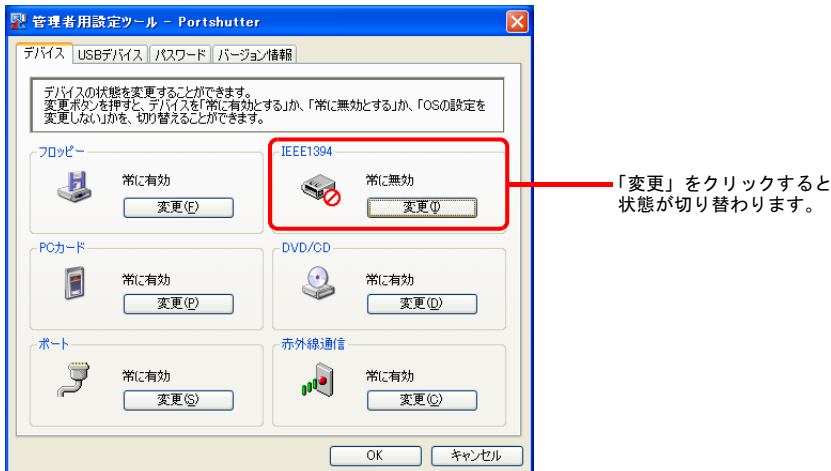 管理者用設定ツール - Portshutter
デバイス USBデバイス パスワード バージョン情報
デバイスの状態を変更することができます。
変更ボタンを押すと、デバイスを「常に有効とする」か、「常に無効とする」か、「OSの設定を
変更しない」かを、切り替えることができます。
フロッピー
常に有効
変更(F)
IEEE1394
常に無効
変更(I)
「変更」をクリックすると
状態が切り替わります。
PCカード
常に有効
変更(P)
DVD/CD
常に有効
変更(D)
ポート
常に有効
変更(S)
赤外線通信
常に有効
変更(C)
OK キャンセル